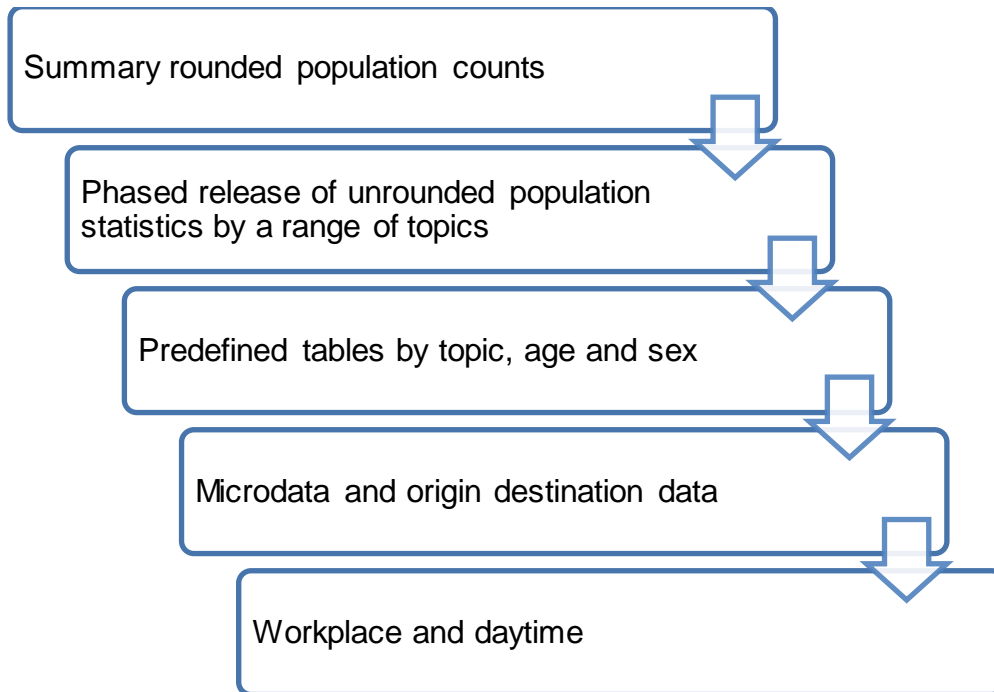 Summary rounded population counts
Phased release of unrounded population
statistics by a range of topics
Predefined tables by topic, age and sex
Microdata and origin destination data
Workplace and daytime